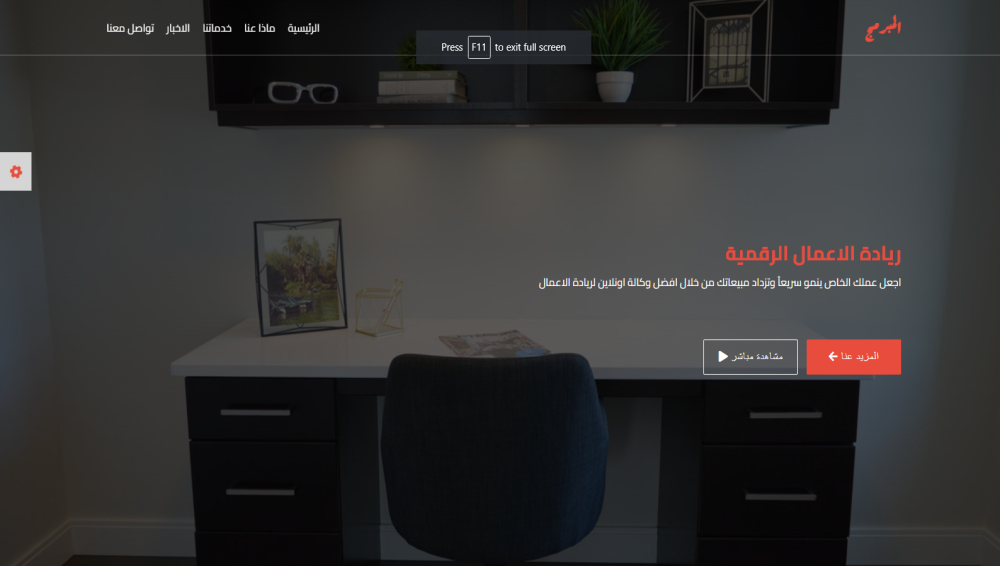 المبرمج
الرئيسية ماذا عنا خدماتنا الاخبار تواصل معنا
Press F11 to exit full screen
ريادة الاعمال الرقمية
اجعل عملك الخاص ينمو سريعاً وتزداد مبيعاتك من خلال افضل وكالة اونلاين لريادة الاعمال
المزيد عنا
مشاهدة مباشر